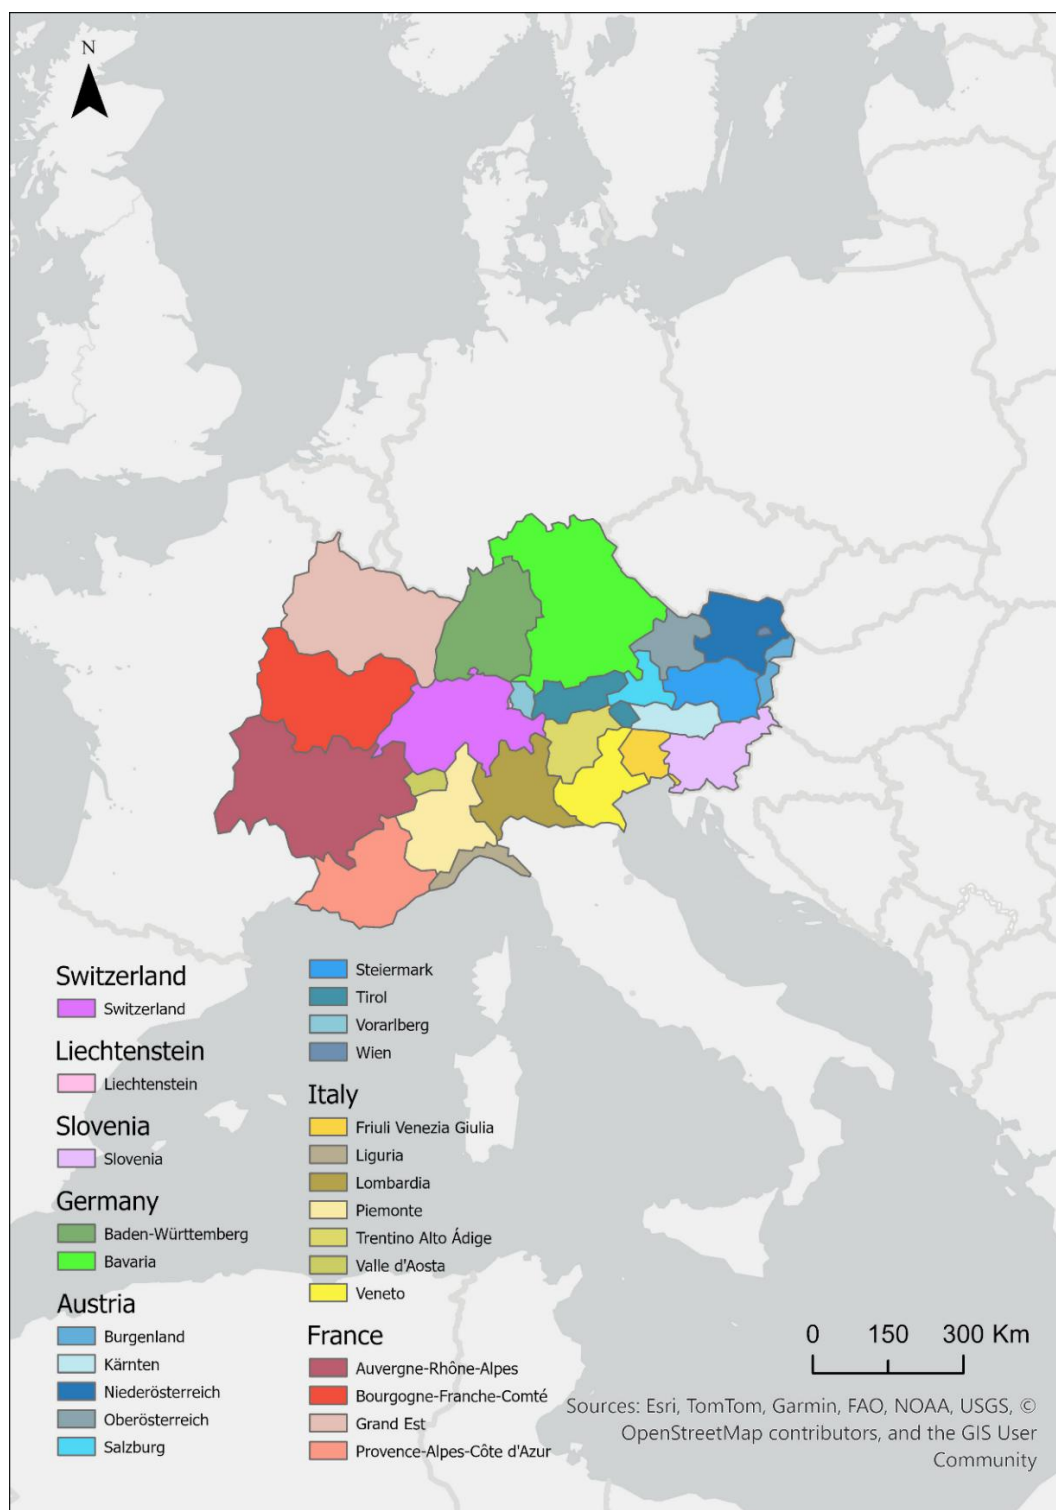 N
Switzerland
Switzerland
Liechtenstein
Liechtenstein
Slovenia
Slovenia
Germany
Baden-Württemberg
Bavaria
Austria
Burgenland
Kärnten
Niederösterreich
Oberösterreich
Salzburg
Steiermark
Tirol
Vorarlberg
Wien
Italy
Friuli Venezia Giulia
Liguria
Lombardia
Piemonte
Trentino Alto Ádige
Valle d'Aosta
Veneto
France
Auvergne-Rhône-Alpes
Bourgogne-Franche-Comté
Grand Est
Provence-Alpes-Côte d'Azur
0 150 300 Km
Sources: Esri, TomTom, Garmin, FAO, NOAA, USGS, ©
OpenStreetMap contributors, and the GIS User
Community